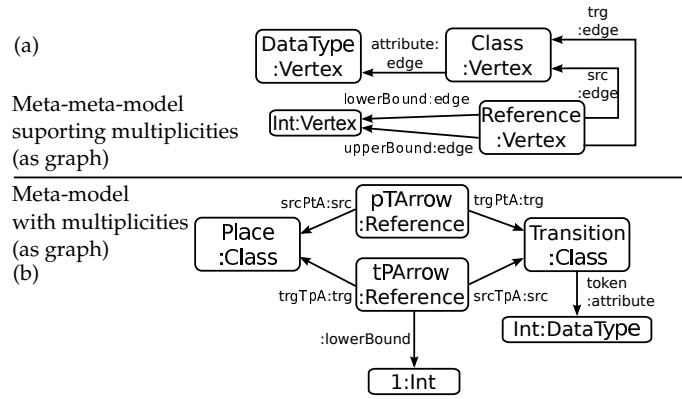 (a)
DataType
:Vertex
attribute:
edge
Class
:Vertex
trg
:edge
src
:edge
Meta-meta-model
suporting multiplicities
(as graph)
Int:Vertex
lowerBound:edge
upperBound:edge
Reference
:Vertex
Meta-model
with multiplicities
(as graph)
(b)
Place
:Class
srcPtA:src
pTArrow
:Reference
trgPtA:trg
Transition
:Class
trgTpA:trg
tPArrow
:Reference
srcTpA:src
token
:attribute
:lowerBound
Int:DataType
1:Int